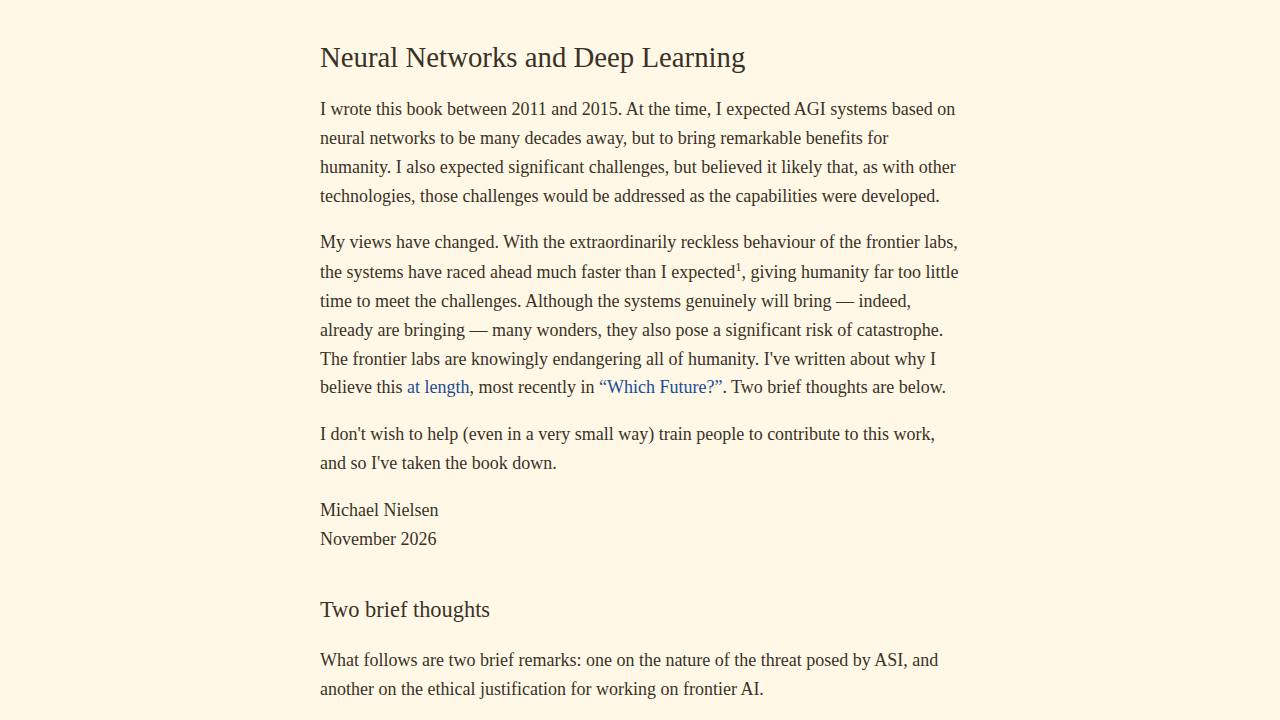 Neural Networks and Deep Learning
I wrote this book between 2011 and 2015. At the time, I expected AGI systems based on
neural networks to be many decades away, but to bring remarkable benefits for
humanity. I also expected significant challenges, but believed it likely that, as with other
technologies, those challenges would be addressed as the capabilities were developed.
My views have changed. With the extraordinarily reckless behaviour of the frontier labs,
the systems have raced ahead much faster than I expected¹, giving humanity far too little
time to meet the challenges. Although the systems genuinely will bring — indeed,
already are bringing — many wonders, they also pose a significant risk of catastrophe.
The frontier labs are knowingly endangering all of humanity. I've written about why I
believe this at length, most recently in “Which Future?”. Two brief thoughts are below.
I don't wish to help (even in a very small way) train people to contribute to this work,
and so I've taken the book down.
Michael Nielsen
November 2026
Two brief thoughts
What follows are two brief remarks: one on the nature of the threat posed by ASI, and
another on the ethical justification for working on frontier AI.